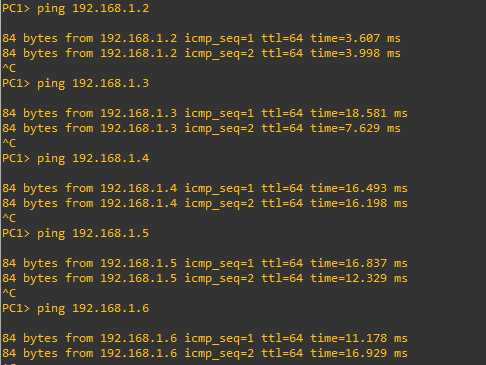 PC1> ping 192.168.1.2
84 bytes from 192.168.1.2 icmp_seq=1 ttl=64 time=3.607 ms
84 bytes from 192.168.1.2 icmp_seq=2 ttl=64 time=3.998 ms
^C
PC1> ping 192.168.1.3
84 bytes from 192.168.1.3 icmp_seq=1 ttl=64 time=18.581 ms
84 bytes from 192.168.1.3 icmp_seq=2 ttl=64 time=7.629 ms
^C
PC1> ping 192.168.1.4
84 bytes from 192.168.1.4 icmp_seq=1 ttl=64 time=16.493 ms
84 bytes from 192.168.1.4 icmp_seq=2 ttl=64 time=16.198 ms
^C
PC1> ping 192.168.1.5
84 bytes from 192.168.1.5 icmp_seq=1 ttl=64 time=16.837 ms
84 bytes from 192.168.1.5 icmp_seq=2 ttl=64 time=12.329 ms
^C
PC1> ping 192.168.1.6
84 bytes from 192.168.1.6 icmp_seq=1 ttl=64 time=11.178 ms
84 bytes from 192.168.1.6 icmp_seq=2 ttl=64 time=16.929 ms